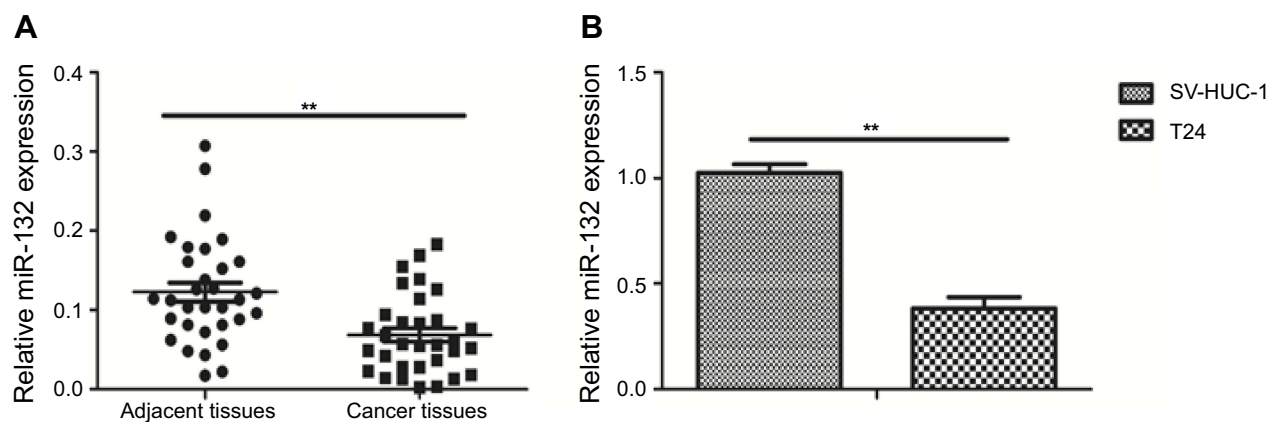 A
Relative miR-132 expression
0.4
0.3
0.2
0.1
0.0
**
Adjacent tissues
Cancer tissues
B
Relative miR-132 expression
1.5
1.0
0.5
0.0
**
SV-HUC-1
T24